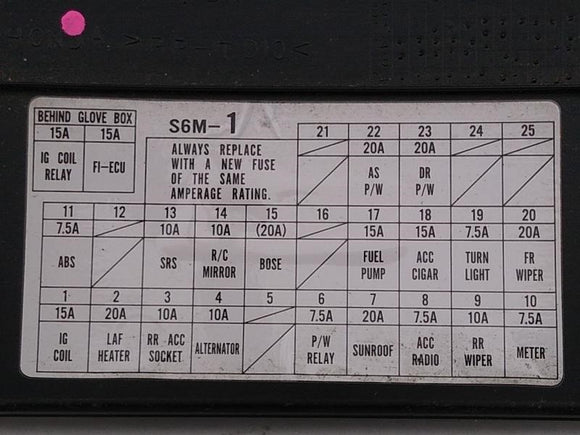 HONDA >PP-TD10<
BEHIND GLOVE BOX
15A 15A
IG COIL RELAY FI-ECU
S6M-1
ALWAYS REPLACE
WITH A NEW FUSE
OF THE SAME
AMPERAGE RATING.
21 22 23 24 25
20A 20A
AS P/W DR P/W
11 12 13 14 15 16 17 18 19 20
7.5A 10A 10A (20A) 15A 15A 7.5A 20A
ABS SRS R/C MIRROR BOSE FUEL PUMP ACC CIGAR TURN LIGHT FR WIPER
1 2 3 4 5 6 7 8 9 10
15A 20A 10A 10A 7.5A 20A 7.5A 10A 7.5A
IG COIL LAF HEATER RR ACC SOCKET ALTERNATOR P/W RELAY SUNROOF ACC RADIO RR WIPER METER